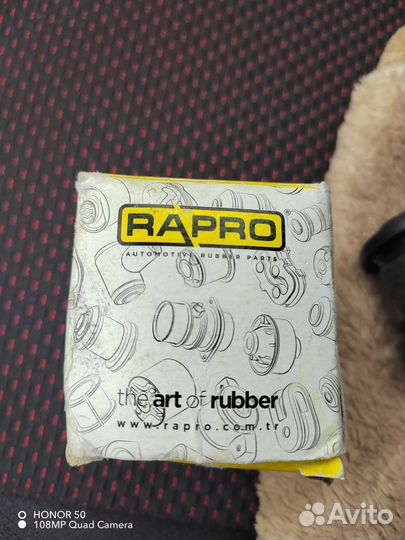 RAPRO
AUTOMOTIVE RUBBER PARTS
the art of rubber
www.rapro.com.tr
HONOR 50
108MP Quad Camera
Avito